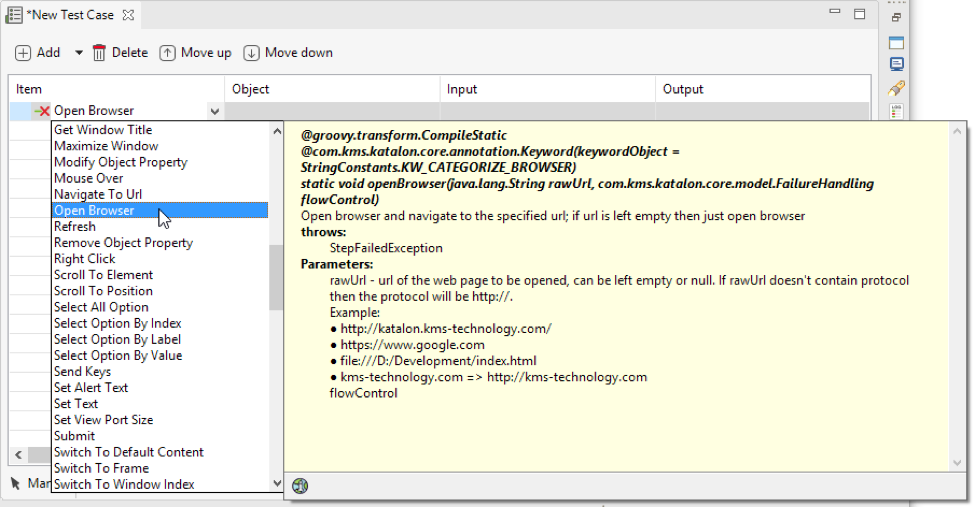 *New Test Case
Add Delete Move up Move down
Item Object Input Output
Open Browser
Get Window Title
Maximize Window
Modify Object Property
Mouse Over
Navigate To Url
Open Browser
Refresh
Remove Object Property
Right Click
Scroll To Element
Scroll To Position
Select All Option
Select Option By Index
Select Option By Label
Select Option By Value
Send Keys
Set Alert Text
Set Text
Set View Port Size
Submit
Switch To Default Content
Switch To Frame
Switch To Window Index
@groovy.transform.CompileStatic
@com.kms.katalon.core.annotation.Keyword(keywordObject =
StringConstants.KW_CATEGORIZE_BROWSER)
static void openBrowser(java.lang.String rawUrl, com.kms.katalon.core.model.FailureHandling
flowControl)
Open browser and navigate to the specified url; if url is left empty then just open browser
throws:
StepFailedException
Parameters:
rawUrl - url of the web page to be opened, can be left empty or null. If rawUrl doesn't contain protocol
then the protocol will be http://.
Example:
● http://katalon.kms-technology.com/
● https://www.google.com
● file:///D:/Development/index.html
● kms-technology.com => http://kms-technology.com
flowControl
Mar